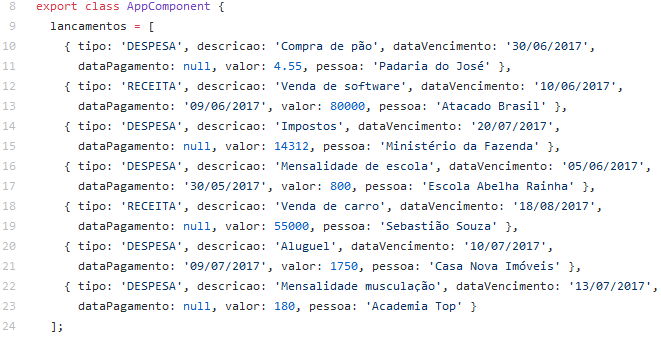 8 export class AppComponent {
9 lancamentos = [
10 { tipo: 'DESPESA', descricao: 'Compra de pão', dataVencimento: '30/06/2017',
11 dataPagamento: null, valor: 4.55, pessoa: 'Padaria do José' },
12 { tipo: 'RECEITA', descricao: 'Venda de software', dataVencimento: '10/06/2017',
13 dataPagamento: '09/06/2017', valor: 80000, pessoa: 'Atacado Brasil' },
14 { tipo: 'DESPESA', descricao: 'Impostos', dataVencimento: '20/07/2017',
15 dataPagamento: null, valor: 14312, pessoa: 'Ministério da Fazenda' },
16 { tipo: 'DESPESA', descricao: 'Mensalidade de escola', dataVencimento: '05/06/2017',
17 dataPagamento: '30/05/2017', valor: 800, pessoa: 'Escola Abelha Rainha' },
18 { tipo: 'RECEITA', descricao: 'Venda de carro', dataVencimento: '18/08/2017',
19 dataPagamento: null, valor: 55000, pessoa: 'Sebastião Souza' },
20 { tipo: 'DESPESA', descricao: 'Aluguel', dataVencimento: '10/07/2017',
21 dataPagamento: '09/07/2017', valor: 1750, pessoa: 'Casa Nova Imóveis' },
22 { tipo: 'DESPESA', descricao: 'Mensalidade musculação', dataVencimento: '13/07/2017',
23 dataPagamento: null, valor: 180, pessoa: 'Academia Top' }
24 ];